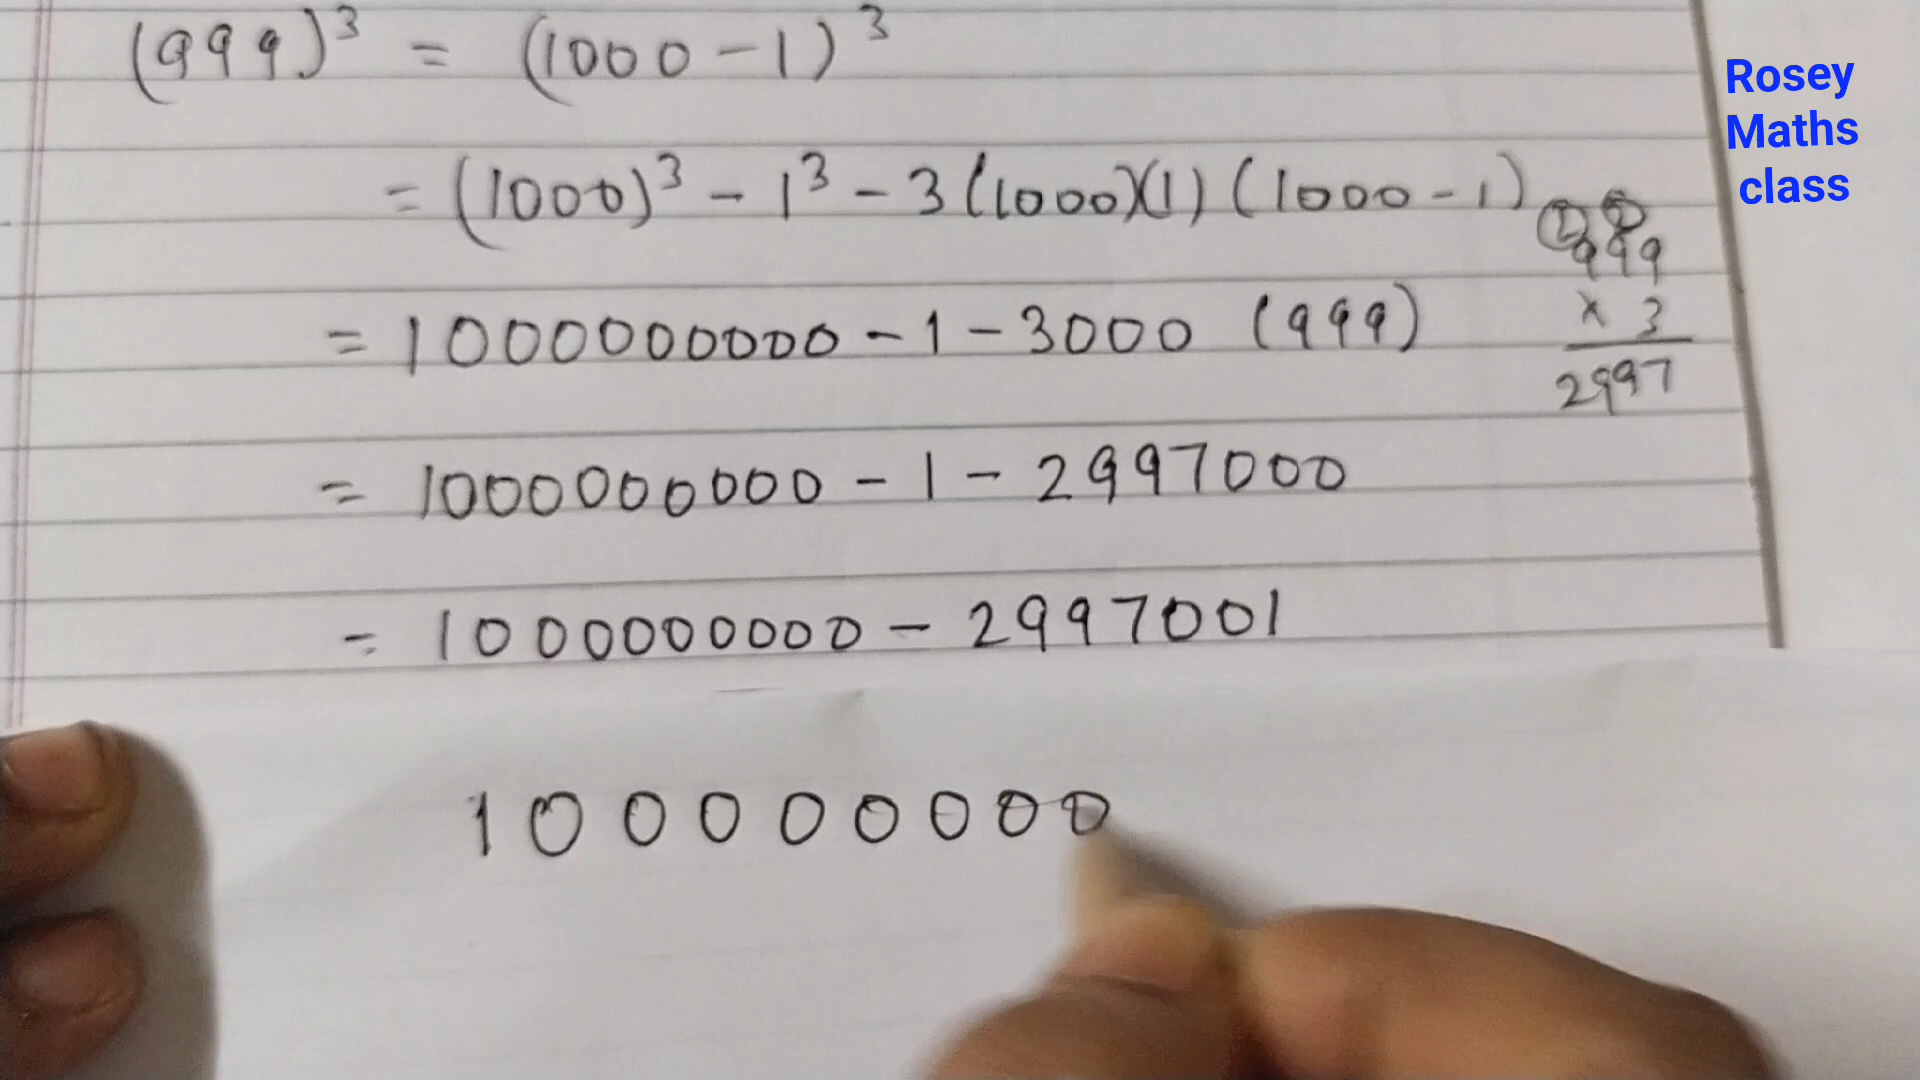 (999)³ = (1000 - 1)³
= (1000)³ - 1³ - 3(1000)(1)(1000 - 1)
= 1000000000 - 1 - 3000 (999)
= 1000000000 - 1 - 2997000
= 1000000000 - 2997001
100000000
999
× 3
2997
Rosey
Maths
class